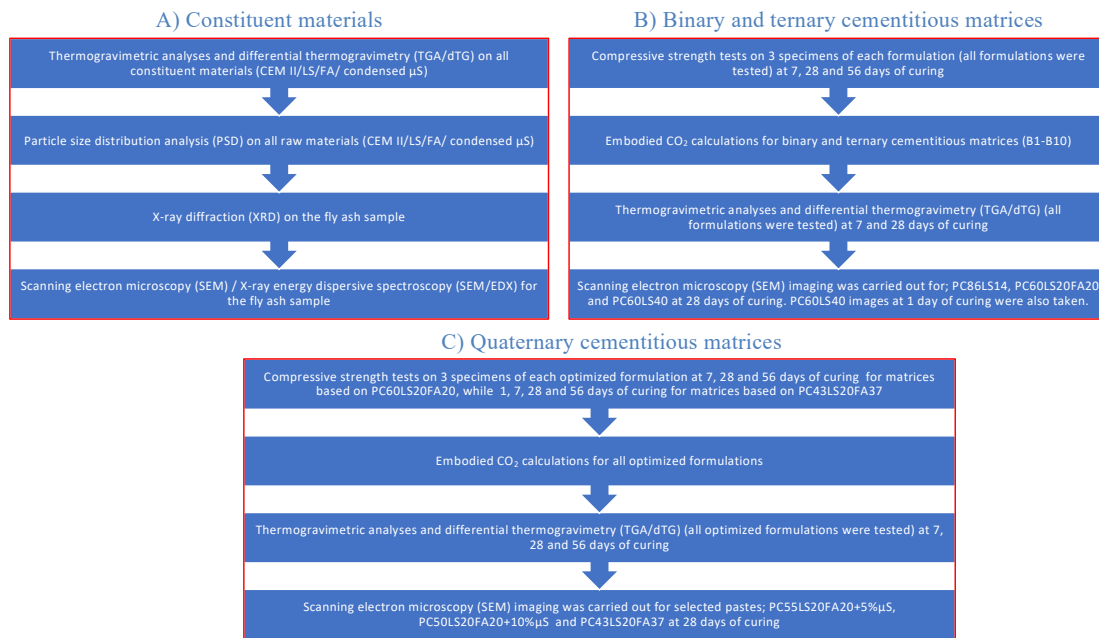 A) Constituent materials
Thermogravimetric analyses and differential thermogravimetry (TGA/dTG) on all
constituent materials (CEM II/LS/FA/ condensed µS)
Particle size distribution analysis (PSD) on all raw materials (CEM II/LS/FA/ condensed µS)
X-ray diffraction (XRD) on the fly ash sample
Scanning electron microscopy (SEM) / X-ray energy dispersive spectroscopy (SEM/EDX) for
the fly ash sample
B) Binary and ternary cementitious matrices
Compressive strength tests on 3 specimens of each formulation (all formulations were
tested) at 7, 28 and 56 days of curing
Embodied CO₂ calculations for binary and ternary cementitious matrices (B1-B10)
Thermogravimetric analyses and differential thermogravimetry (TGA/dTG) (all
formulations were tested) at 7 and 28 days of curing
Scanning electron microscopy (SEM) imaging was carried out for; PC86LS14, PC60LS20FA20
and PC60LS40 at 28 days of curing. PC60LS40 images at 1 day of curing were also taken.
C) Quaternary cementitious matrices
Compressive strength tests on 3 specimens of each optimized formulation at 7, 28 and 56 days of curing for matrices
based on PC60LS20FA20, while 1, 7, 28 and 56 days of curing for matrices based on PC43LS20FA37
Embodied CO₂ calculations for all optimized formulations
Thermogravimetric analyses and differential thermogravimetry (TGA/dTG) (all optimized formulations were tested) at 7,
28 and 56 days of curing
Scanning electron microscopy (SEM) imaging was carried out for selected pastes; PC55LS20FA20+5%µS,
PC50LS20FA20+10%µS and PC43LS20FA37 at 28 days of curing